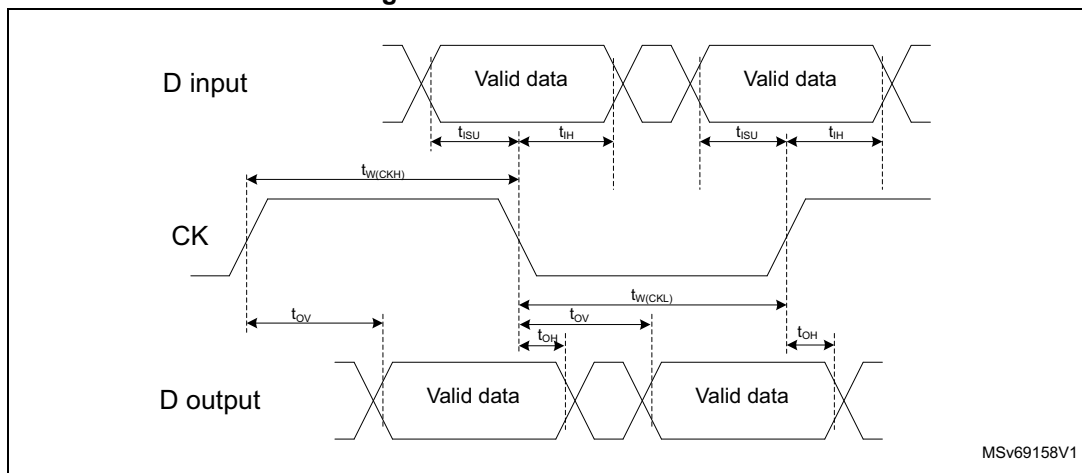 D input
Valid data
Valid data
tISU
tIH
tISU
tIH
tW(CKH)
CK
tW(CKL)
tOV
tOV
tOH
tOH
D output
Valid data
Valid data
MSv69158V1